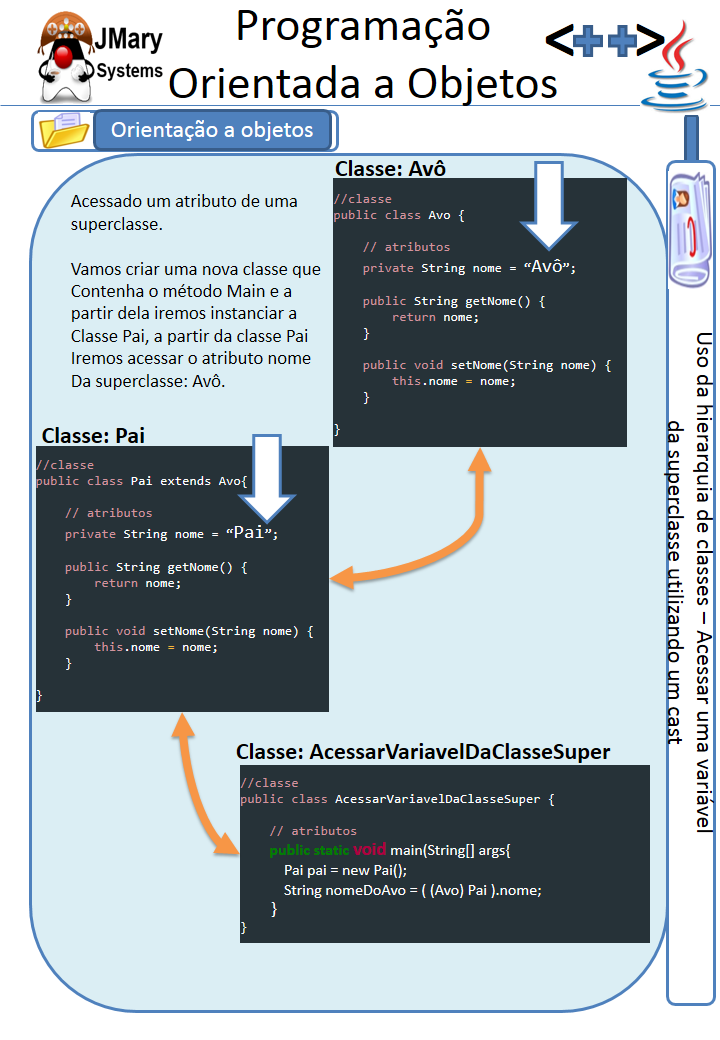 JMary
Systems
Programação
Orientada a Objetos
<++>
Orientação a objetos
Acessado um atributo de uma
superclasse.
Vamos criar uma nova classe que
Contenha o método Main e a
partir dela iremos instanciar a
Classe Pai, a partir da classe Pai
Iremos acessar o atributo nome
Da superclasse: Avô.
Classe: Avô
//classe
public class Avo {
// atributos
private String nome = “Avô”;
public String getNome() {
return nome;
}
public void setNome(String nome) {
this.nome = nome;
}
}
Classe: Pai
//classe
public class Pai extends Avo{
// atributos
private String nome = “Pai”;
public String getNome() {
return nome;
}
public void setNome(String nome) {
this.nome = nome;
}
}
Classe: AcessarVariavelDaClasseSuper
//classe
public class AcessarVariavelDaClasseSuper {
// atributos
public static void main(String[] args{
Pai pai = new Pai();
String nomeDoAvo = ( (Avo) Pai ).nome;
}
}
Uso da hierarquia de classes – Acessar uma variável
da superclasse utilizando um cast